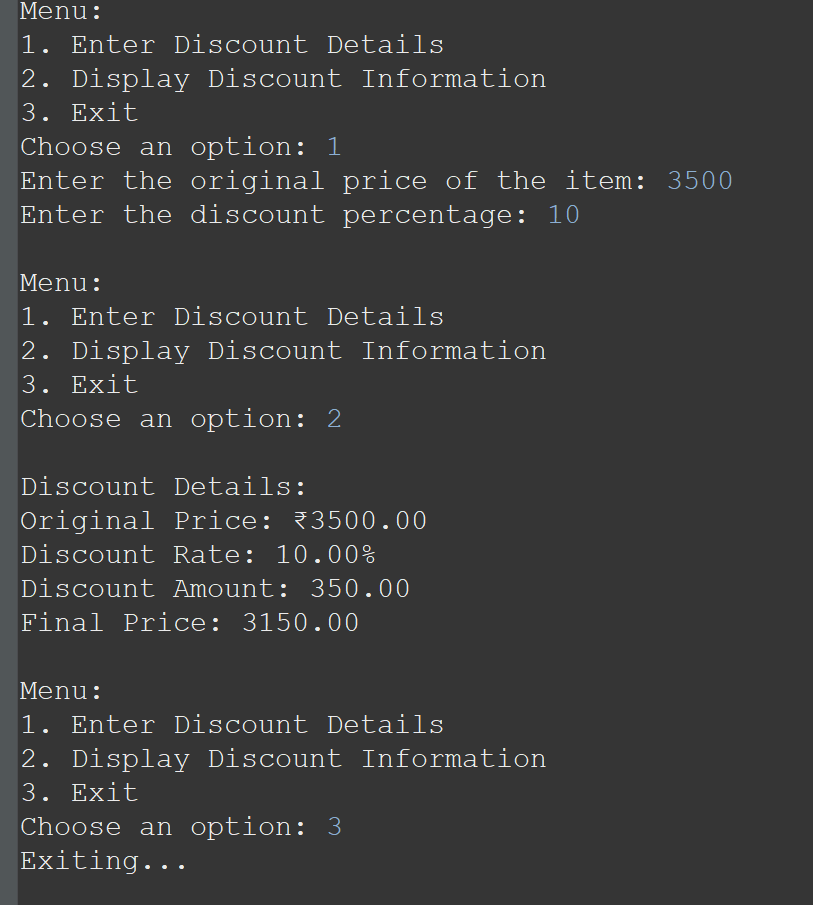 Menu:
1. Enter Discount Details
2. Display Discount Information
3. Exit
Choose an option: 1
Enter the original price of the item: 3500
Enter the discount percentage: 10
Menu:
1. Enter Discount Details
2. Display Discount Information
3. Exit
Choose an option: 2
Discount Details:
Original Price: ₹3500.00
Discount Rate: 10.00%
Discount Amount: 350.00
Final Price: 3150.00
Menu:
1. Enter Discount Details
2. Display Discount Information
3. Exit
Choose an option: 3
Exiting...